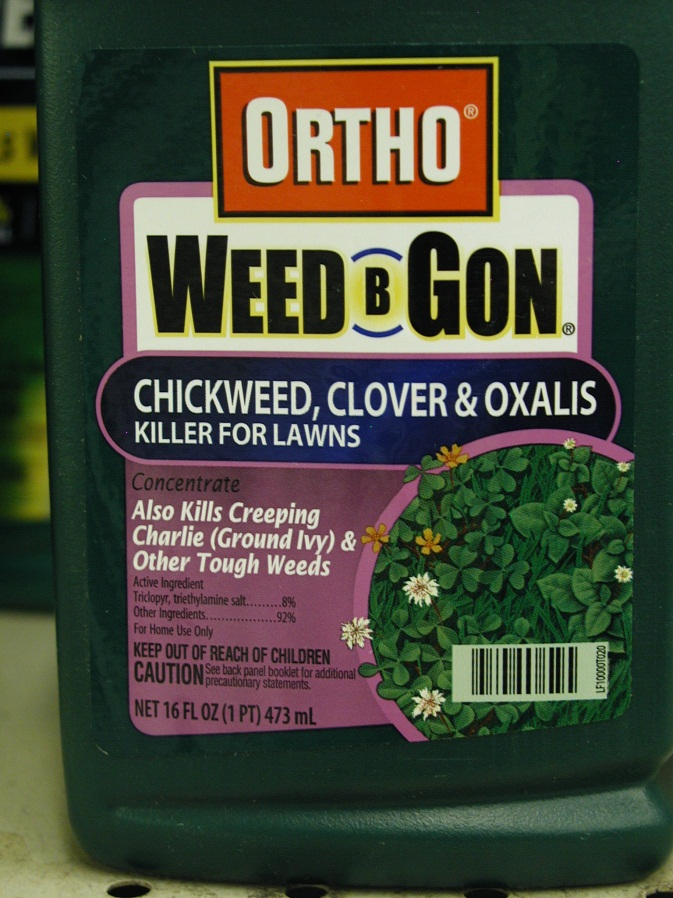 ORTHO®
WEED B GON®
CHICKWEED, CLOVER & OXALIS
KILLER FOR LAWNS
Concentrate
Also Kills Creeping
Charlie (Ground Ivy) &
Other Tough Weeds
Active Ingredient
Triclopyr, triethylamine salt.........8%
Other Ingredients..................92%
For Home Use Only
KEEP OUT OF REACH OF CHILDREN
CAUTION See back panel booklet for additional
precautionary statements.
NET 16 FL OZ (1 PT) 473 mL